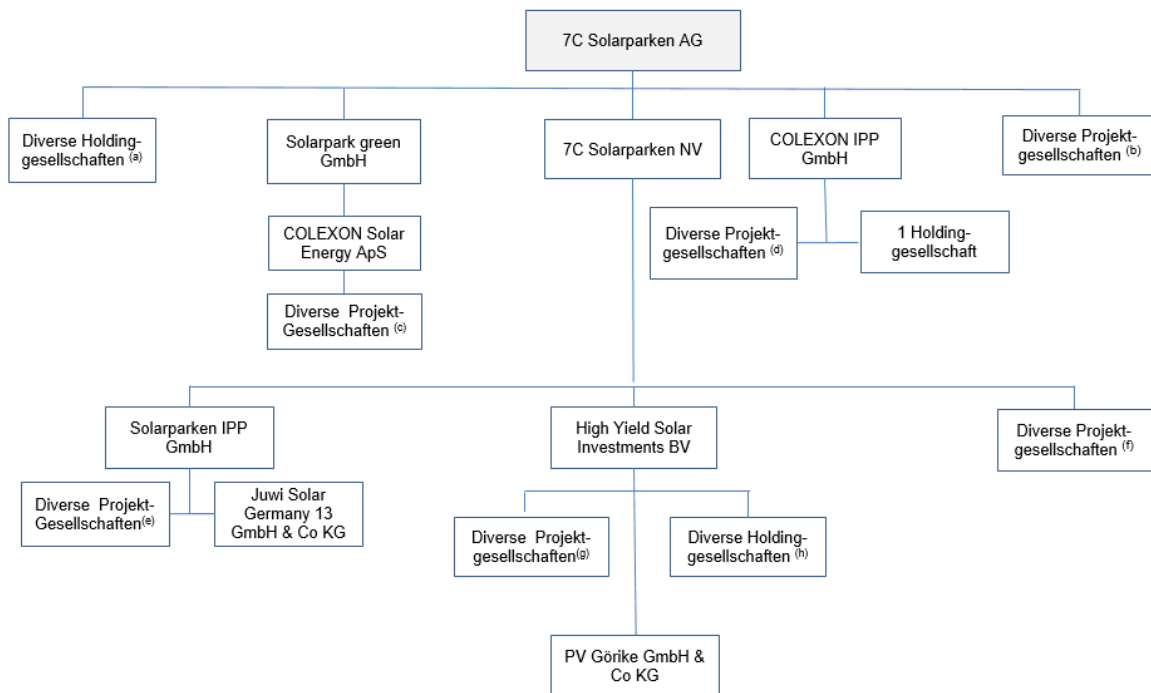 7C Solarparken AG
Diverse Holding-
gesellschaften (a)
Solarpark green
GmbH
7C Solarparken NV
COLEXON IPP
GmbH
Diverse Projekt-
gesellschaften (b)
COLEXON Solar
Energy ApS
Diverse Projekt-
gesellschaften (d)
1 Holding-
gesellschaft
Diverse Projekt-
Gesellschaften (c)
Solarparken IPP
GmbH
High Yield Solar
Investments BV
Diverse Projekt-
gesellschaften (f)
Diverse Projekt-
Gesellschaften(e)
Juwi Solar
Germany 13
GmbH & Co KG
Diverse Projekt-
gesellschaften(g)
Diverse Holding-
gesellschaften (h)
PV Görike GmbH &
Co KG